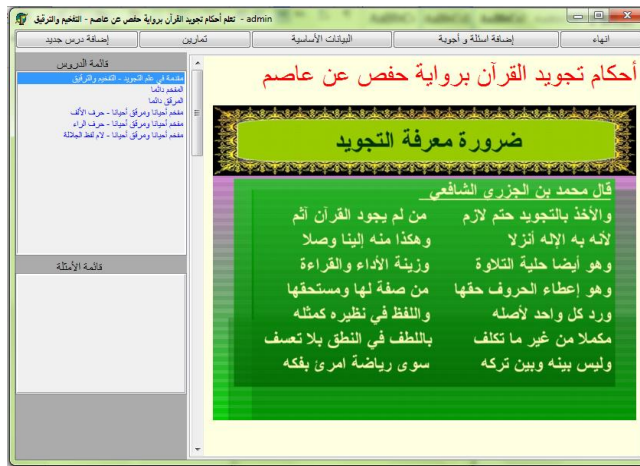 تعلم أحكام تجويد القرآن برواية حفص عن عاصم - التفخيم والترقيق - admin
انهاء
إضافة اسئلة و أجوبة
البيانات الأساسية
تمارين
إضافة درس جديد
أحكام تجويد القرآن برواية حفص عن عاصم
ضرورة معرفة التجويد
قال محمد بن الجزرى الشافعي
والأخذ بالتجويد حتم لازم من لم يجود القرآن آثم
لأنه به الإله أنزلا وهكذا منه إلينا وصلا
وهو أيضا حلية التلاوة وزينة الأداء والقراءة
وهو إعطاء الحروف حقها من صفة لها ومستحقها
ورد كل واحد لأصله واللفظ في نظيره كمثله
مكملا من غير ما تكلف باللطف في النطق بلا تعسف
وليس بينه وبين تركه سوى رياضة امرئ بفكه
قائمة الدروس
مقدمة في علم التجويد - التفخيم والترقيق
المفخم دائما
المرقق دائما
مفخم أحيانا ومرقق أحيانا - حرف الألف
مفخم أحيانا ومرقق أحيانا - حرف الراء
مفخم أحيانا ومرقق أحيانا - لام لفظ الجلالة
قائمة الأمثلة